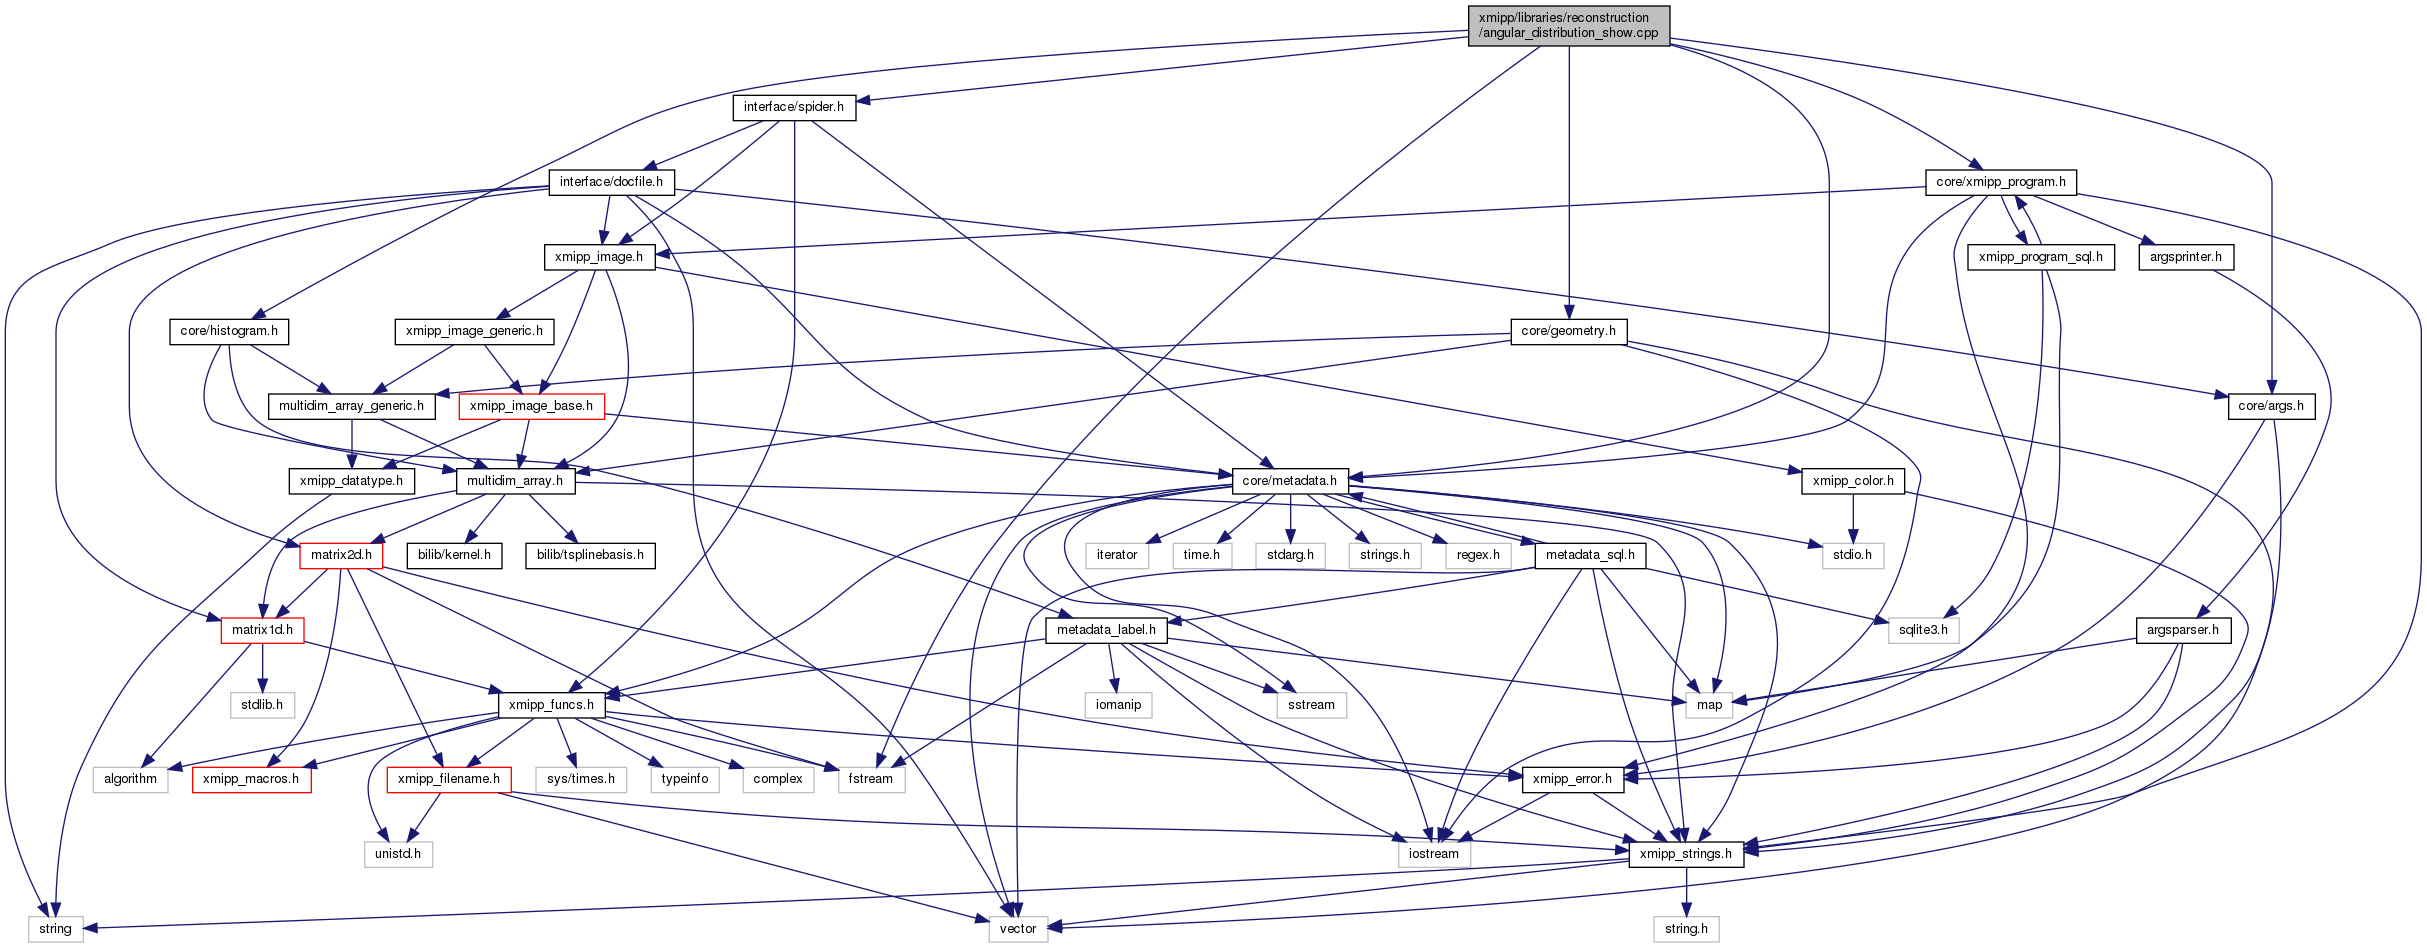 xmipp/libraries/reconstruction
/angular_distribution_show.cpp
interface/spider.h
interface/docfile.h
core/xmipp_program.h
xmipp_image.h
xmipp_program_sql.h
argsprinter.h
core/histogram.h
xmipp_image_generic.h
core/geometry.h
multidim_array_generic.h
xmipp_image_base.h
core/args.h
xmipp_datatype.h
multidim_array.h
core/metadata.h
xmipp_color.h
matrix2d.h
bilib/kernel.h
bilib/tsplinebasis.h
iterator
time.h
stdarg.h
strings.h
regex.h
metadata_sql.h
stdio.h
matrix1d.h
metadata_label.h
sqlite3.h
argsparser.h
stdlib.h
xmipp_funcs.h
iomanip
sstream
map
algorithm
xmipp_macros.h
xmipp_filename.h
sys/times.h
typeinfo
complex
fstream
xmipp_error.h
unistd.h
iostream
xmipp_strings.h
string
vector
string.h